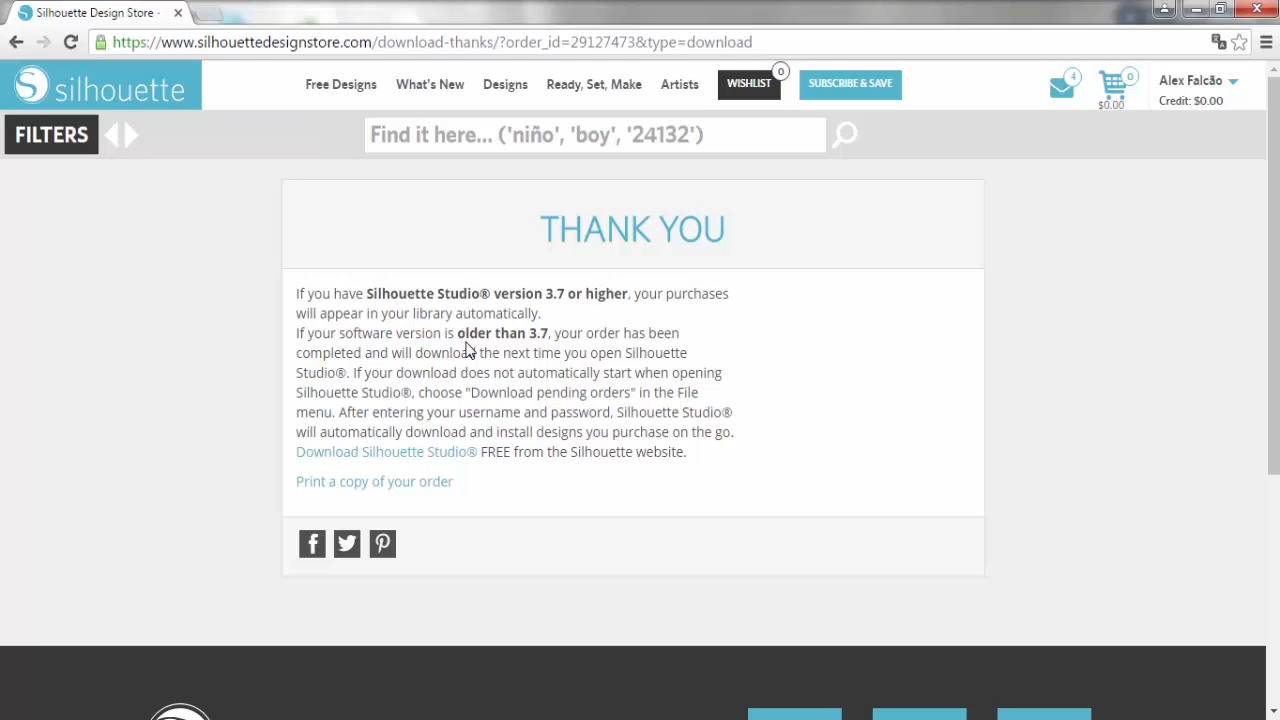 Silhouette Design Store -
https://www.silhouettedesignstore.com/download-thanks/?order_id=29127473&type=download
silhouette
Free Designs What's New Designs Ready, Set, Make Artists WISHLIST 0 SUBSCRIBE & SAVE 4 0 $0.00 Alex Falcão
Credit: $0.00
FILTERS Find it here... ('niño', 'boy', '24132')
THANK YOU
If you have Silhouette Studio® version 3.7 or higher, your purchases
will appear in your library automatically.
If your software version is older than 3.7, your order has been
completed and will download the next time you open Silhouette
Studio®. If your download does not automatically start when opening
Silhouette Studio®, choose "Download pending orders" in the File
menu. After entering your username and password, Silhouette Studio®
will automatically download and install designs you purchase on the go.
Download Silhouette Studio® FREE from the Silhouette website.
Print a copy of your order